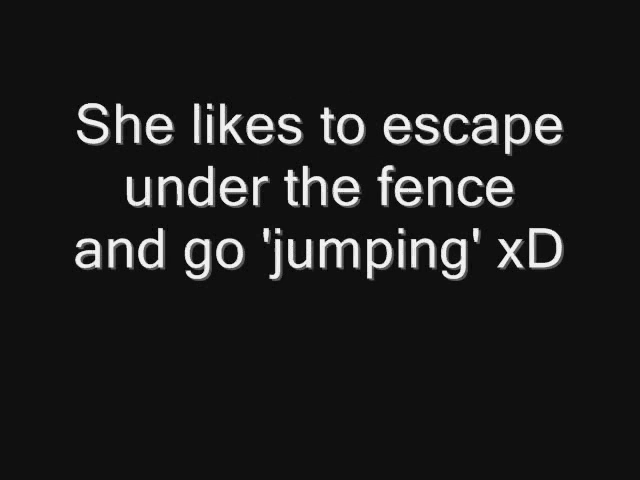 She likes to escape
under the fence
and go 'jumping' xD